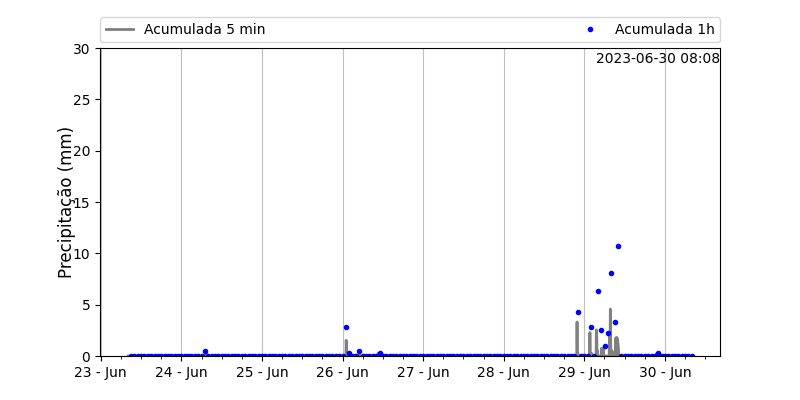 Acumulada 5 min
Acumulada 1h
2023-06-30 08:08
Precipitação (mm)
30
25
20
15
10
5
0
23 - Jun
24 - Jun
25 - Jun
26 - Jun
27 - Jun
28 - Jun
29 - Jun
30 - Jun